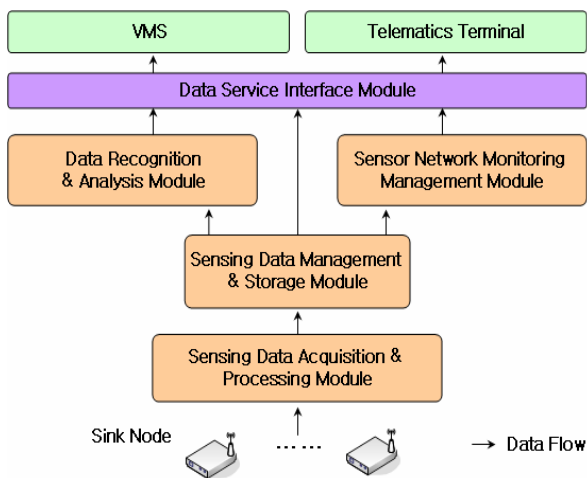 VMS
Telematics Terminal
Data Service Interface Module
Data Recognition
& Analysis Module
Sensor Network Monitoring
Management Module
Sensing Data Management
& Storage Module
Sensing Data Acquisition &
Processing Module
Sink Node
......
Data Flow